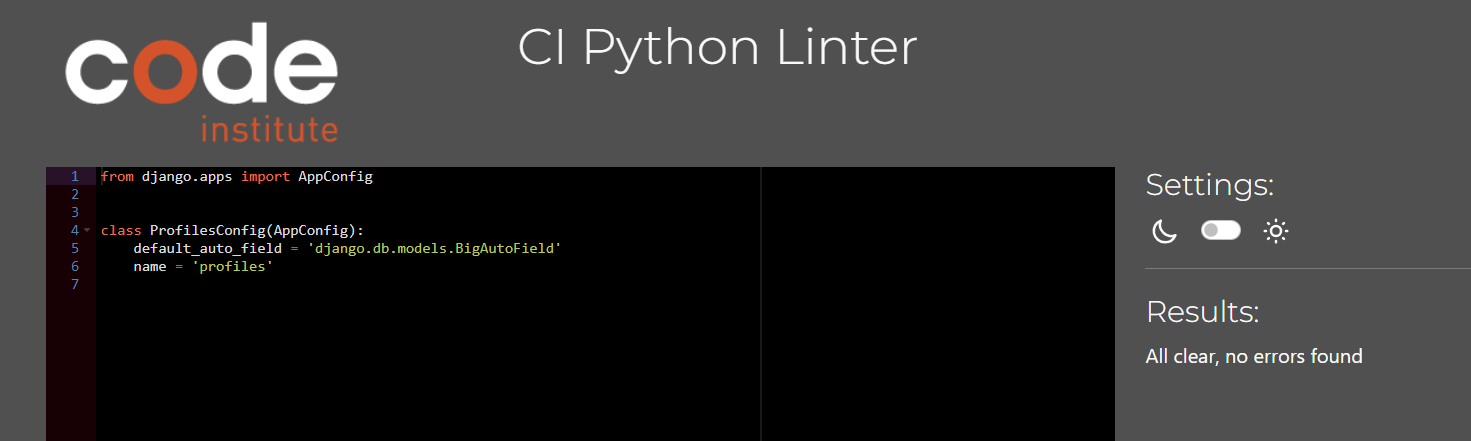 code
institute
CI Python Linter
1 from django.apps import AppConfig
2
3
4 class ProfilesConfig(AppConfig):
5     default_auto_field = 'django.db.models.BigAutoField'
6     name = 'profiles'
7
Settings:
Results:
All clear, no errors found